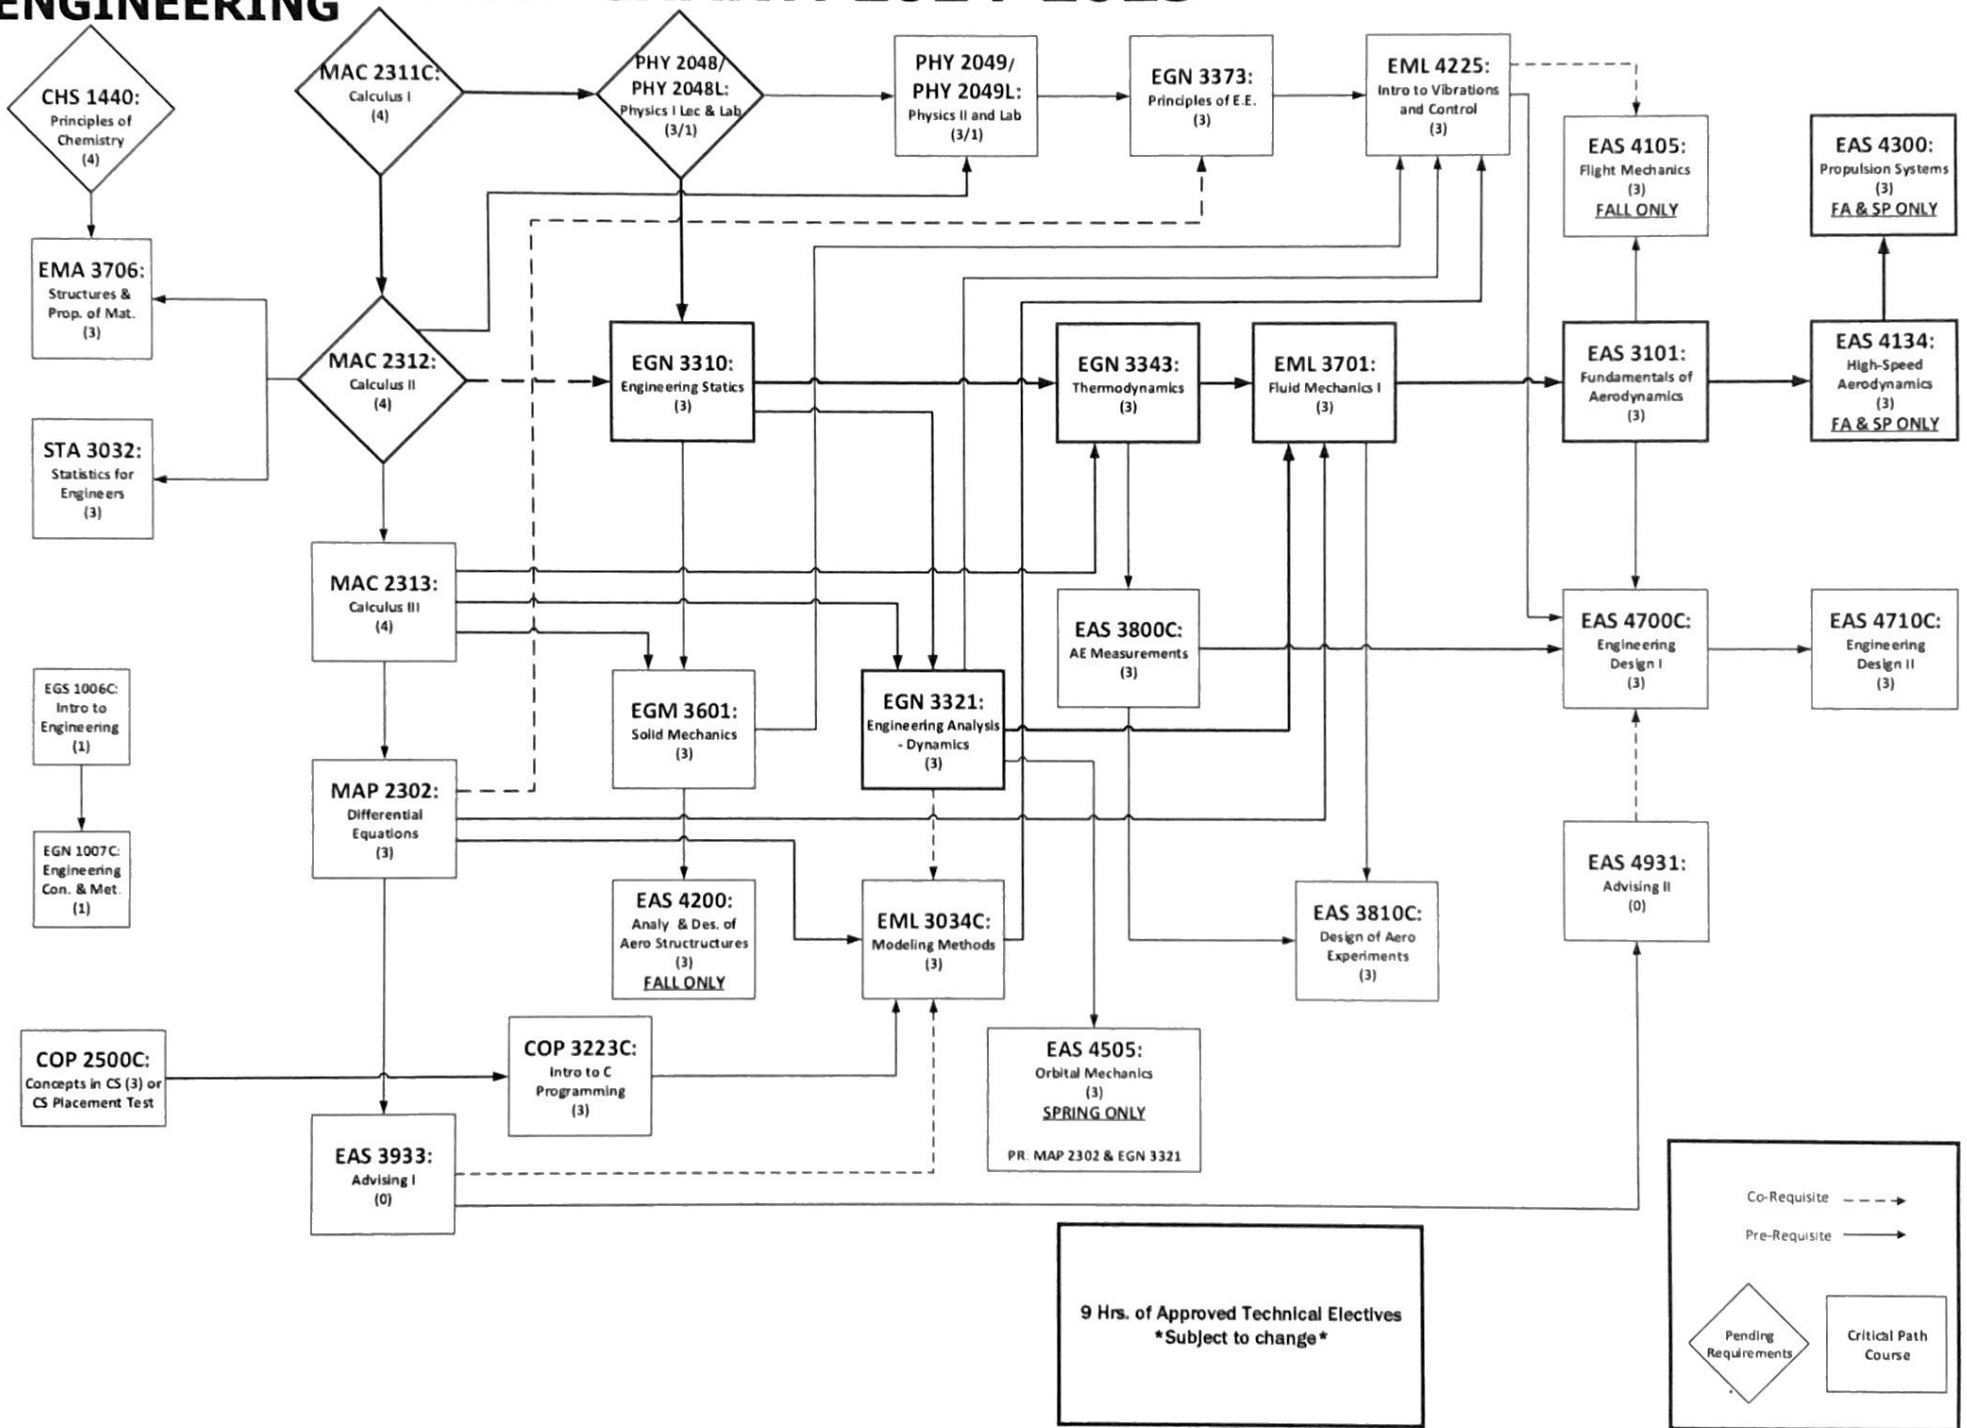 ENGINEERING
CHS 1440:
Principles of
Chemistry
(4)
MAC 2311C:
Calculus I
(4)
PHY 2048/
PHY 2048L:
Physics I Lec & Lab
(3/1)
PHY 2049/
PHY 2049L:
Physics II and Lab
(3/1)
EGN 3373:
Principles of E.E.
(3)
EML 4225:
Intro to Vibrations
and Control
(3)
EAS 4105:
Flight Mechanics
(3)
FALL ONLY
EAS 4300:
Propulsion Systems
(3)
FA & SP ONLY
EMA 3706:
Structures &
Prop. of Mat.
(3)
MAC 2312:
Calculus II
(4)
EGN 3310:
Engineering Statics
(3)
EGN 3343:
Thermodynamics
(3)
EML 3701:
Fluid Mechanics I
(3)
EAS 3101:
Fundamentals of
Aerodynamics
(3)
EAS 4134:
High-Speed
Aerodynamics
(3)
FA & SP ONLY
STA 3032:
Statistics for
Engineers
(3)
MAC 2313:
Calculus III
(4)
EAS 3800C:
AE Measurements
(3)
EAS 4700C:
Engineering
Design I
(3)
EAS 4710C:
Engineering
Design II
(3)
EGS 1006C:
Intro to
Engineering
(1)
EGM 3601:
Solid Mechanics
(3)
EGN 3321:
Engineering Analysis
- Dynamics
(3)
MAP 2302:
Differential
Equations
(3)
EGN 1007C:
Engineering
Con. & Met.
(1)
EAS 4200:
Analy & Des. of
Aero Structructures
(3)
FALL ONLY
EML 3034C:
Modeling Methods
(3)
EAS 3810C:
Design of Aero
Experiments
(3)
EAS 4931:
Advising II
(0)
COP 2500C:
Concepts in CS (3) or
CS Placement Test
COP 3223C:
Intro to C
Programming
(3)
EAS 4505:
Orbital Mechanics
(3)
SPRING ONLY
PR: MAP 2302 & EGN 3321
EAS 3933:
Advising I
(0)
9 Hrs. of Approved Technical Electives
*Subject to change*
Co-Requisite
Pre-Requisite
Pending
Requirements
Critical Path
Course